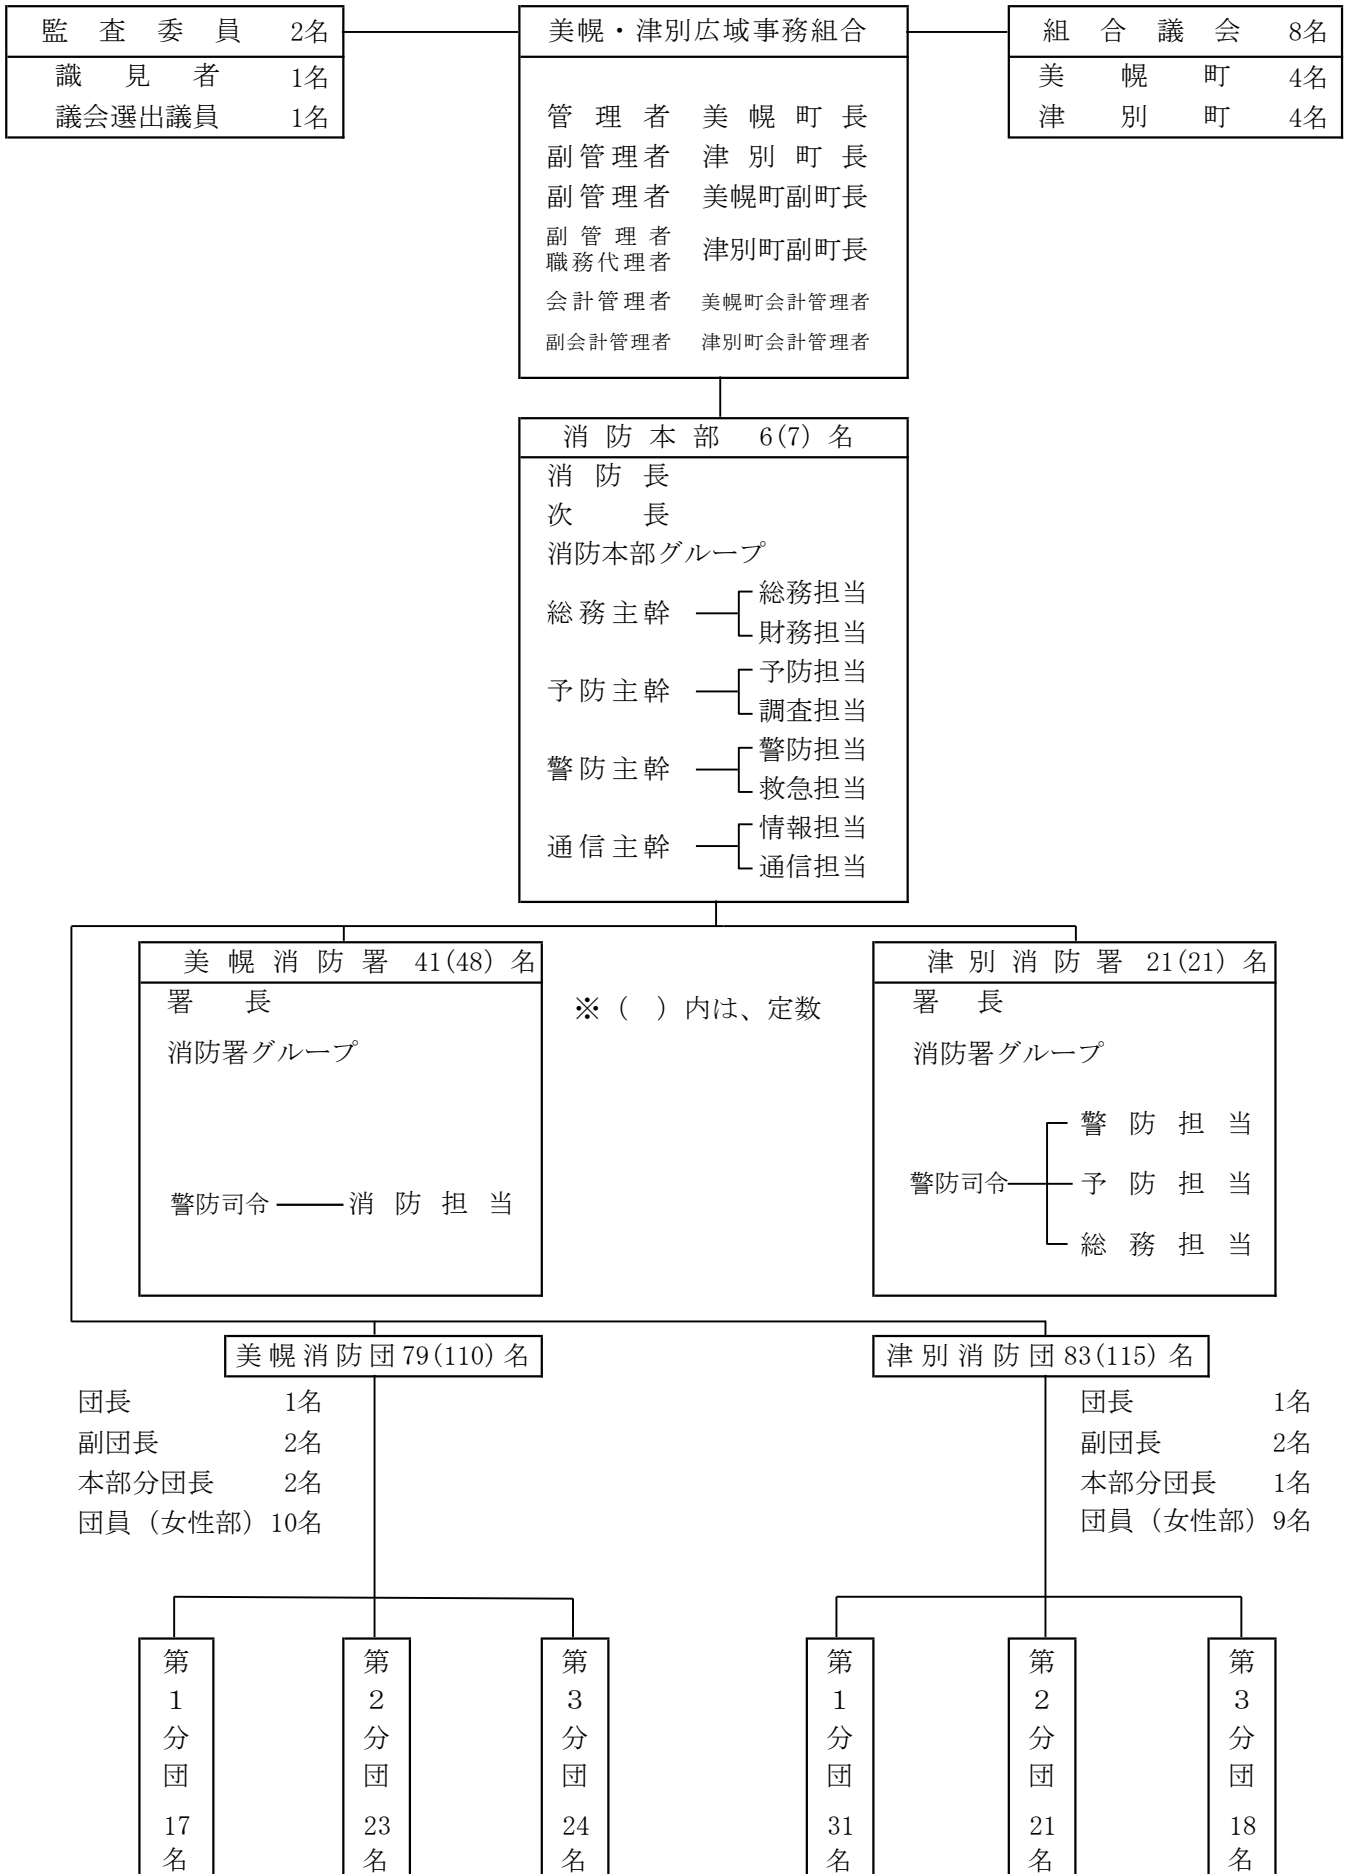 監査委員 2名
識見者 1名
議会選出議員 1名
美幌・津別広域事務組合
管理者 美幌町長
副管理者 津別町長
副管理者 美幌町副町長
副管理者
職務代理者 津別町副町長
会計管理者 美幌町会計管理者
副会計管理者 津別町会計管理者
組合議会 8名
美幌町 4名
津別町 4名
消防本部 6(7)名
消防長
次長
消防本部グループ
総務主幹
総務担当
財務担当
予防主幹
予防担当
調査担当
警防主幹
警防担当
救急担当
通信主幹
情報担当
通信担当
美幌消防署 41(48)名
署長
消防署グループ
警防司令 消防担当
※（ ）内は、定数
津別消防署 21(21)名
署長
消防署グループ
警防司令
警防担当
予防担当
総務担当
美幌消防団79(110)名
団長 1名
副団長 2名
本部分団長 2名
団員（女性部）10名
津別消防団83(115)名
団長 1名
副団長 2名
本部分団長 1名
団員（女性部）9名
第1分団 17名
第2分団 23名
第3分団 24名
第1分団 31名
第2分団 21名
第3分団 18名